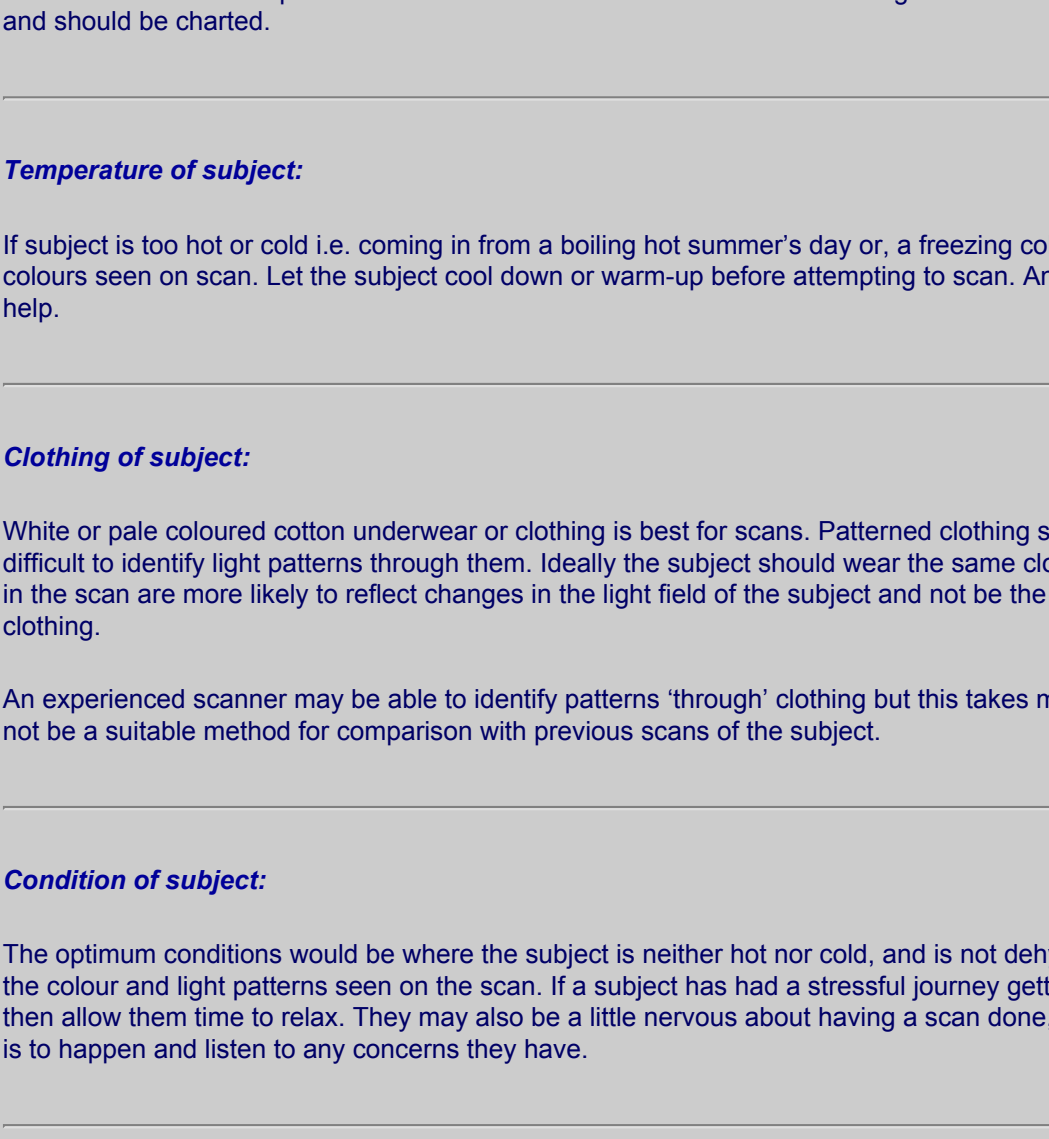 and should be charted.
Temperature of subject:
If subject is too hot or cold i.e. coming in from a boiling hot summer’s day or, a freezing co
colours seen on scan. Let the subject cool down or warm-up before attempting to scan. An
help.
Clothing of subject:
White or pale coloured cotton underwear or clothing is best for scans. Patterned clothing s
difficult to identify light patterns through them. Ideally the subject should wear the same clo
in the scan are more likely to reflect changes in the light field of the subject and not be the
clothing.
An experienced scanner may be able to identify patterns ‘through’ clothing but this takes m
not be a suitable method for comparison with previous scans of the subject.
Condition of subject:
The optimum conditions would be where the subject is neither hot nor cold, and is not deh
the colour and light patterns seen on the scan. If a subject has had a stressful journey gett
then allow them time to relax. They may also be a little nervous about having a scan done.
is to happen and listen to any concerns they have.